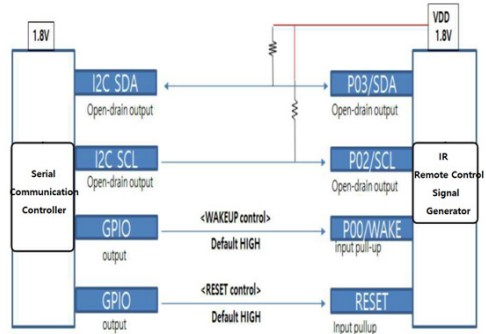 1.8V
VDD
1.8V
I2C SDA
Open-drain output
P03/SDA
Open-drain output
I2C SCL
Open-drain output
P02/SCL
Open-drain output
Serial
Communication
Controller
IR
Remote Control
Signal
Generator
GPIO
output
<WAKEUP control>
Default HIGH
P00/WAKE
input pull-up
GPIO
output
<RESET control>
Default HIGH
RESET
Input pullup